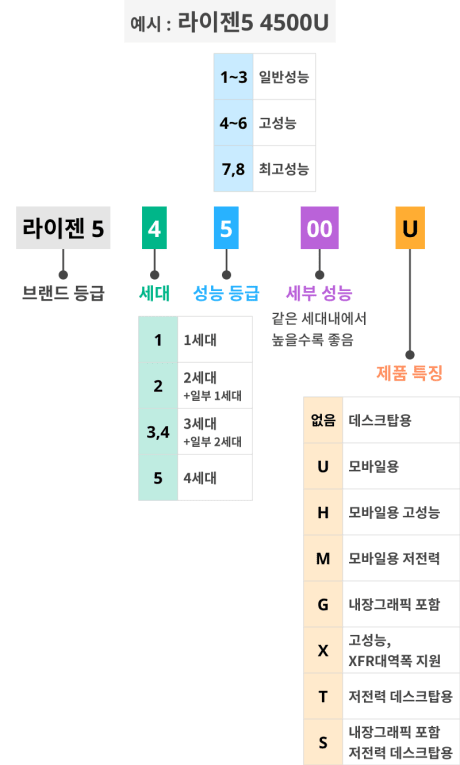 예시 : 라이젠5 4500U
1~3 일반성능
4~6 고성능
7,8 최고성능
라이젠 5 4 5 00 U
브랜드 등급 세대 성능 등급 세부 성능
같은 세대내에서
높을수록 좋음
제품 특징
1 1세대
2 2세대
+일부 1세대
3,4 3세대
+일부 2세대
5 4세대
없음 데스크탑용
U 모바일용
H 모바일용 고성능
M 모바일용 저전력
G 내장그래픽 포함
X 고성능,
XFR대역폭 지원
T 저전력 데스크탑용
S 내장그래픽 포함
저전력 데스크탑용